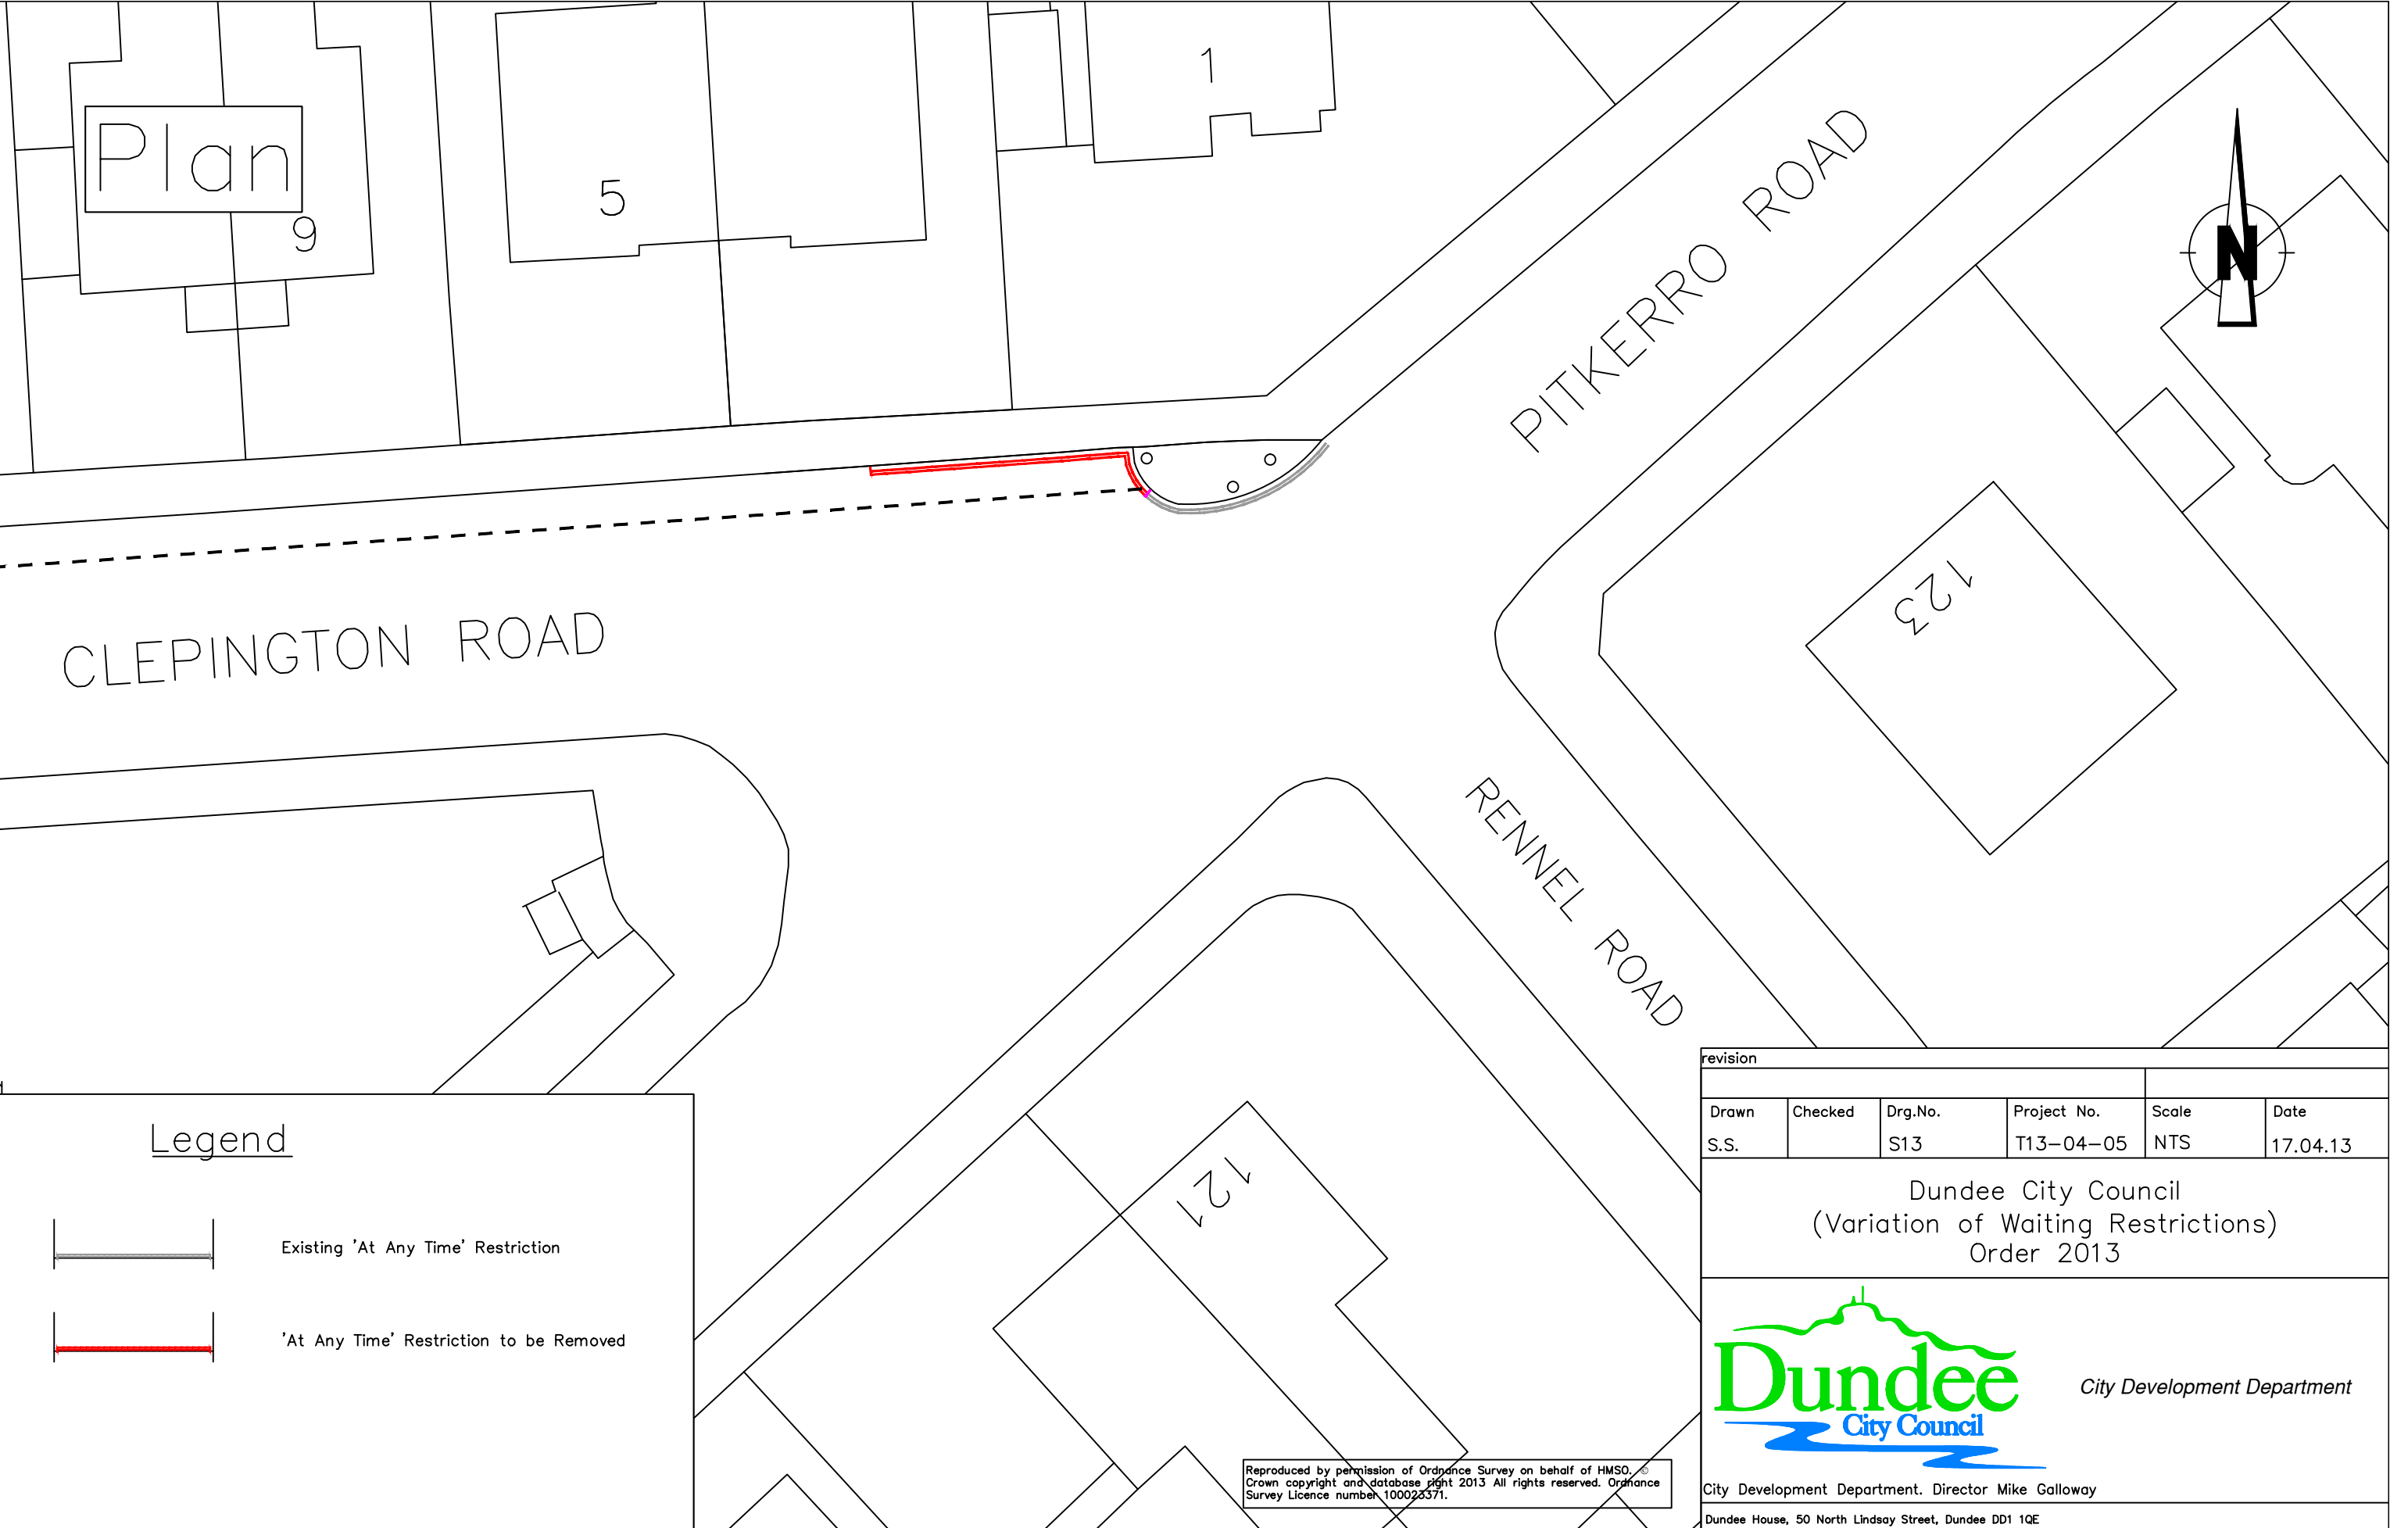 1
Plan
5
9
PITKERRO ROAD
N
123
CLEPINGTON ROAD
RENNEL ROAD
121
Legend
Existing 'At Any Time' Restriction
'At Any Time' Restriction to be Removed
revision
Drawn Checked Drg.No. Project No. Scale Date
S.S. S13 T13-04-05 NTS 17.04.13
Dundee City Council
(Variation of Waiting Restrictions)
Order 2013
Dundee
City Council
City Development Department
City Development Department. Director Mike Galloway
Dundee House, 50 North Lindsay Street, Dundee DD1 1QE
Reproduced by permission of Ordnance Survey on behalf of HMSO. ©
Crown copyright and database right 2013 All rights reserved. Ordnance
Survey Licence number 100023371.